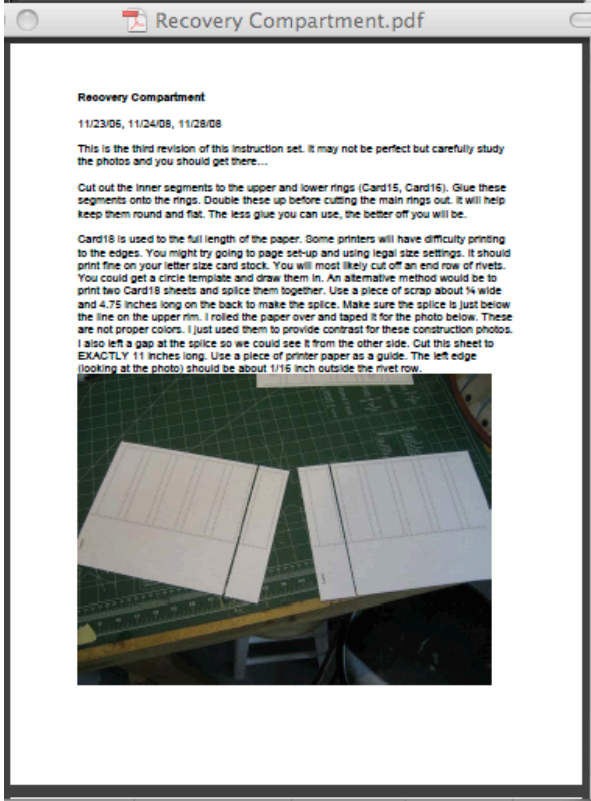 Recovery Compartment.pdf
Recovery Compartment
11/23/06, 11/24/08, 11/28/08
This is the third revision of this instruction set. It may not be perfect but carefully study
the photos and you should get there...
Cut out the inner segments to the upper and lower rings (Card15, Card16). Glue these
segments onto the rings. Double these up before cutting the main rings out. It will help
keep them round and flat. The less glue you can use, the better off you will be.
Card18 is used to the full length of the paper. Some printers will have difficulty printing
to the edges. You might try going to page set-up and using legal size settings. It should
print fine on your letter size card stock. You will most likely cut off an end row of rivets.
You could get a circle template and draw them in. An alternative method would be to
print two Card18 sheets and splice them together. Use a piece of scrap about ¾ wide
and 4.75 inches long on the back to make the splice. Make sure the splice is just below
the line on the upper rim. I rolled the paper over and taped it for the photo below. These
are not proper colors. I just used them to provide contrast for these construction photos.
I also left a gap at the splice so we could see it from the other side. Cut this sheet to
EXACTLY 11 inches long. Use a piece of printer paper as a guide. The left edge
(looking at the photo) should be about 1/16 inch outside the rivet row.